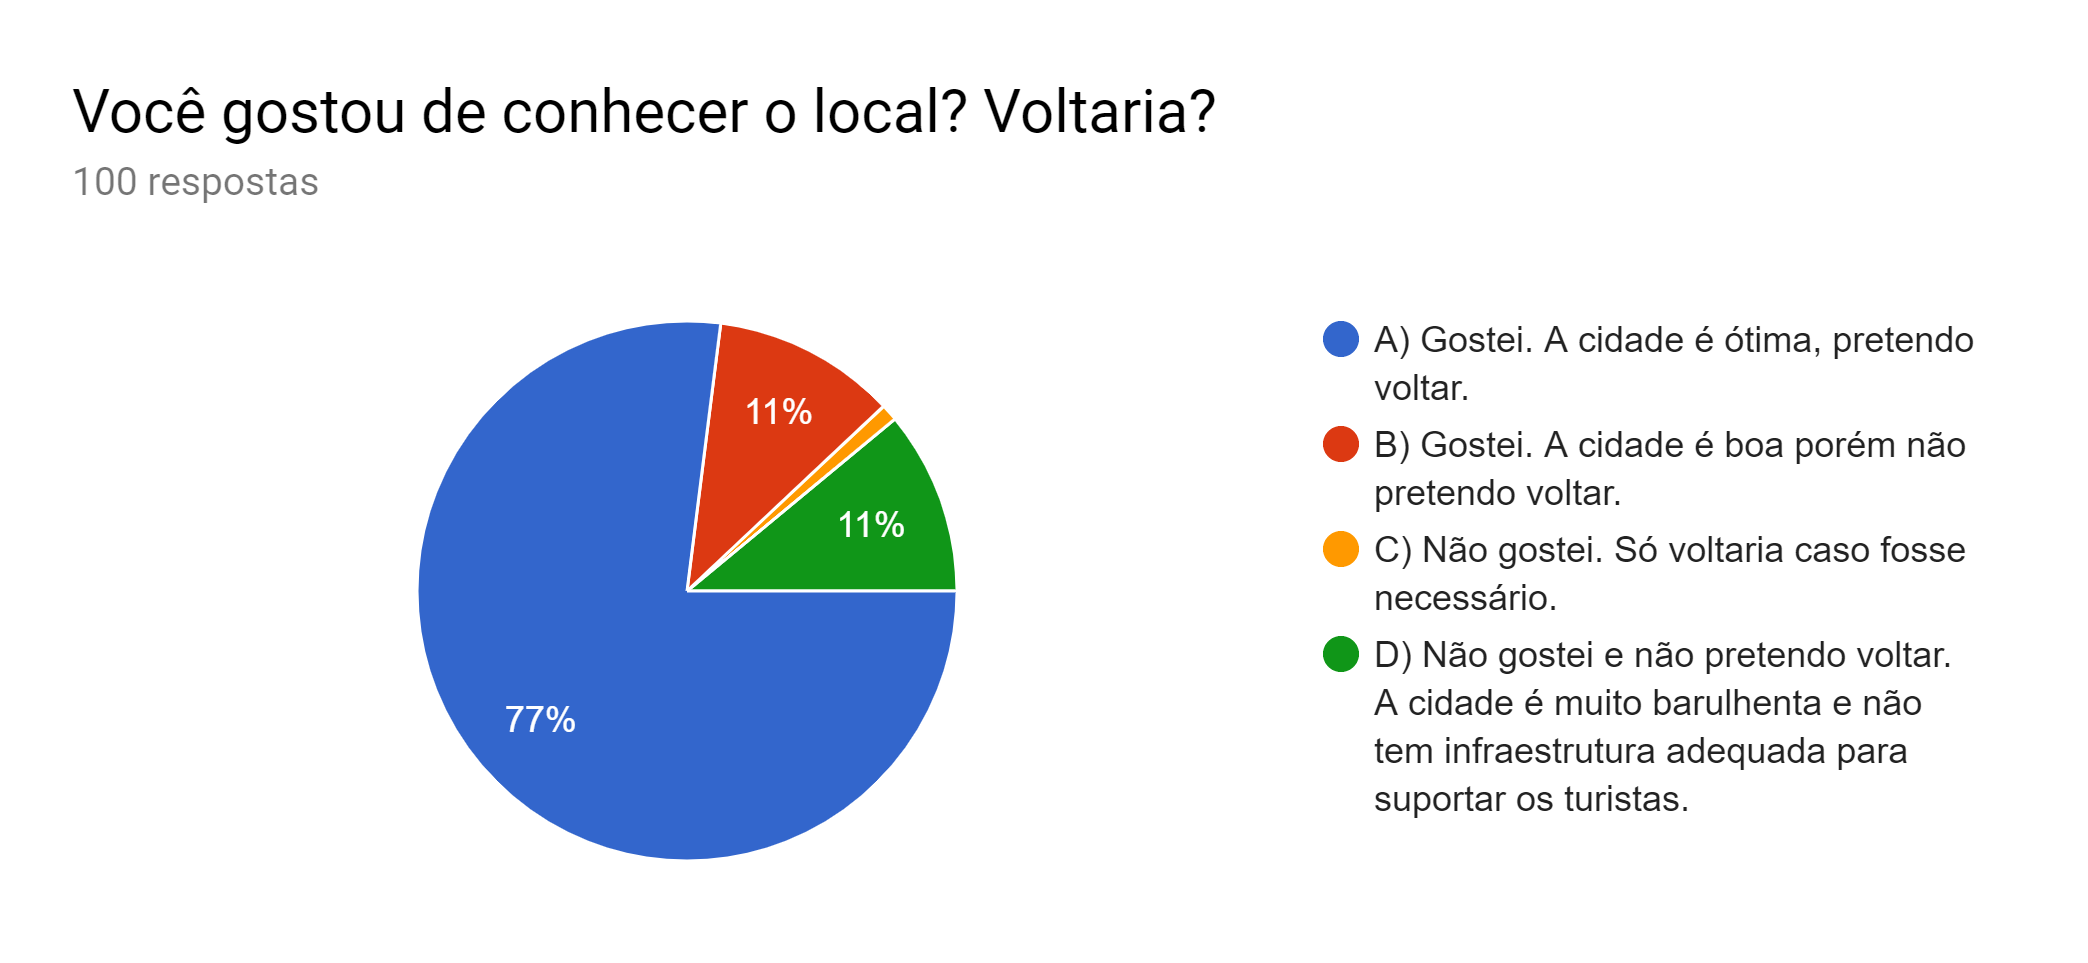 Você gostou de conhecer o local? Voltaria?
100 respostas
11%
11%
77%
A) Gostei. A cidade é ótima, pretendo
voltar.
B) Gostei. A cidade é boa porém não
pretendo voltar.
C) Não gostei. Só voltaria caso fosse
necessário.
D) Não gostei e não pretendo voltar.
A cidade é muito barulhenta e não
tem infraestrutura adequada para
suportar os turistas.